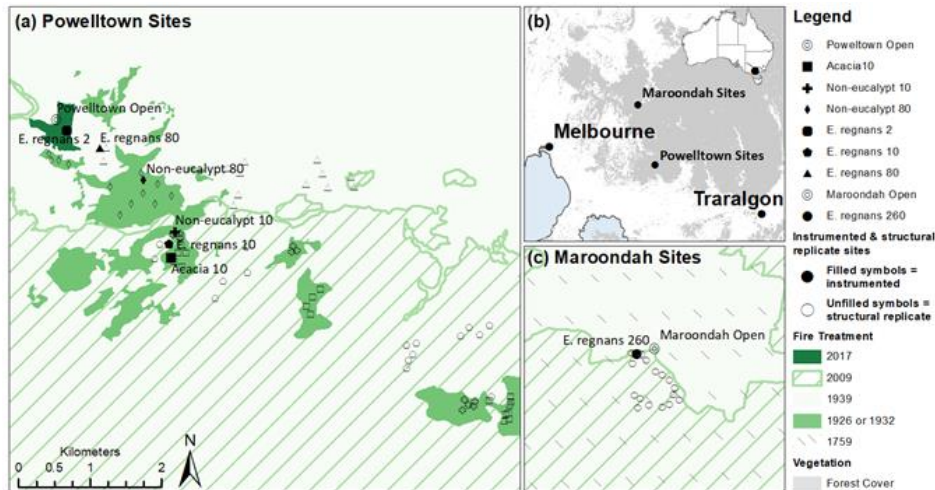 (a) Powelltown Sites
Powelltown Open
E. regnans 2
E. regnans 80
Non-eucalypt 80
Non-eucalypt 10
E. regnans 10
Acacia 10
Kilometers
N
0 0.5 1 2
(b)
Maroondah Sites
Melbourne
Powelltown Sites
Traralgon
(c) Maroondah Sites
E. regnans 260
Maroondah Open
Legend
Poweltown Open
Acacia10
Non-eucalypt 10
Non-eucalypt 80
E. regnans 2
E. regnans 10
E. regnans 80
Maroondah Open
E. regnans 260
Instrumented & structural
replicate sites
Filled symbols =
instrumented
Unfilled symbols =
structural replicate
Fire Treatment
2017
2009
1939
1926 or 1932
1759
Vegetation
Forest Cover